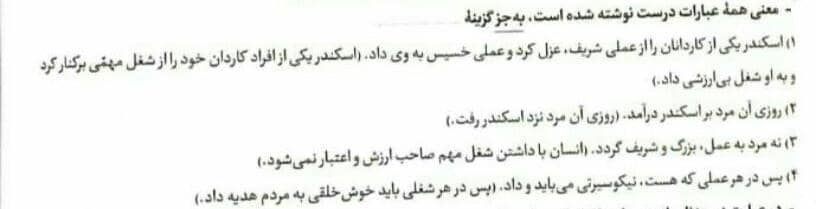 - معنی همهٔ عبارات درست نوشته شده است، به‌جز گزینهٔ
۱) اسکندر یکی از کاردانان را از عملی شریف، عزل کرد و عملی خسیس به وی داد. (اسکندر یکی از افراد کاردان خود را از شغل مهمّی برکنار کرد
و به او شغل بی‌ارزشی داد.)
۲) روزی آن مرد بر اسکندر درآمد. (روزی آن مرد نزد اسکندر رفت.)
۳) نه مرد به عمل، بزرگ و شریف گردد. (انسان با داشتن شغل مهم صاحب ارزش و اعتبار نمی‌شود.)
۴) پس در هر عملی که هست، نیکوسیرتی می‌باید و داد. (پس در هر شغلی باید خوش‌خلقی به مردم هدیه داد.)